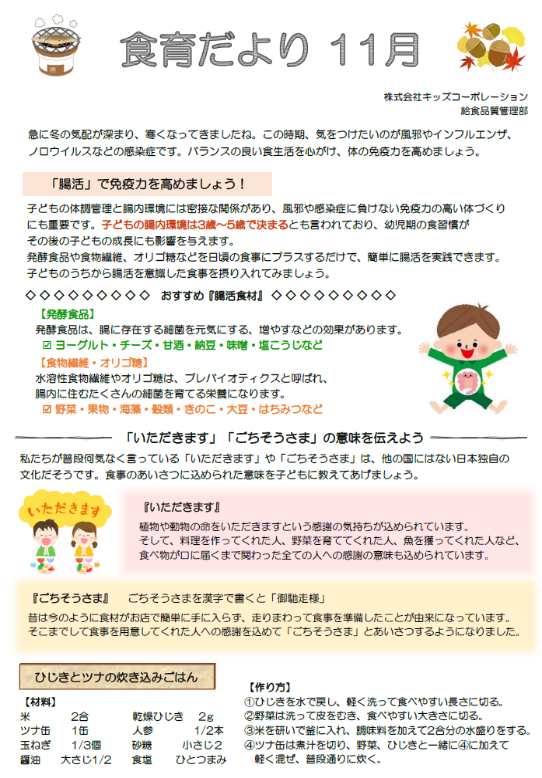 食育だより 11月
株式会社キッズコーポレーション
給食品質管理部
急に冬の気配が深まり、寒くなってきましたね。この時期、気をつけたいのが風邪やインフルエンザ、
ノロウイルスなどの感染症です。バランスの良い食生活を心がけ、体の免疫力を高めましょう。
「腸活」で免疫力を高めましょう!
子どもの体調管理と腸内環境には密接な関係があり、風邪や感染症に負けない免疫力の高い体づくり
にも重要です。子どもの腸内環境は3歳~5歳で決まるとも言われており、幼児期の食習慣が
その後の子どもの成長にも影響を与えます。
発酵食品や食物繊維、オリゴ糖などを日頃の食事にプラスするだけで、簡単に腸活を実践できます。
子どものうちから腸活を意識した食事を摂り入れてみましょう。
◇◇◇◇◇◇◇◇◇ おすすめ『腸活食材』 ◇◇◇◇◇◇◇◇◇
【発酵食品】
発酵食品は、腸に存在する細菌を元気にする、増やすなどの効果があります。
☑ヨーグルト・チーズ・甘酒・納豆・味噌・塩こうじなど
【食物繊維・オリゴ糖】
水溶性食物繊維やオリゴ糖は、プレバイオティクスと呼ばれ、
腸内に住むたくさんの細菌を育てる栄養になります。
☑野菜・果物・海藻・穀類・きのこ・大豆・はちみつなど
「いただきます」「ごちそうさま」の意味を伝えよう
私たちが普段何気なく言っている「いただきます」や「ごちそうさま」は、他の国にはない日本独自の
文化だそうです。食事のあいさつに込められた意味を子どもに教えてあげましょう。
いただきます
『いただきます』
植物や動物の命をいただきますという感謝の気持ちが込められています。
そして、料理を作ってくれた人、野菜を育ててくれた人、魚を獲ってくれた人など、
食べ物が口に届くまで関わった全ての人への感謝の意味も込められています。
『ごちそうさま』 ごちそうさまを漢字で書くと「御馳走様」
昔は今のように食材がお店で簡単に手に入らず、走りまわって食事を準備したことが由来になっています。
そこまでして食事を用意してくれた人への感謝を込めて「ごちそうさま」とあいさつするようになりました。
ひじきとツナの炊き込みごはん
【材料】
米 2合 乾燥ひじき 2g
ツナ缶 1缶 人参 1/2本
玉ねぎ 1/3個 砂糖 小さじ2
醤油 大さじ1/2 食塩 ひとつまみ
【作り方】
①ひじきを水で戻し、軽く洗って食べやすい長さに切る。
②野菜は洗って皮をむき、食べやすい大きさに切る。
③米を研いで釜に入れ、調味料を加えて2合分の水盛りをする。
④ツナ缶は煮汁を切り、野菜、ひじきと一緒に④に加えて
軽く混ぜ、普段通りに炊く。